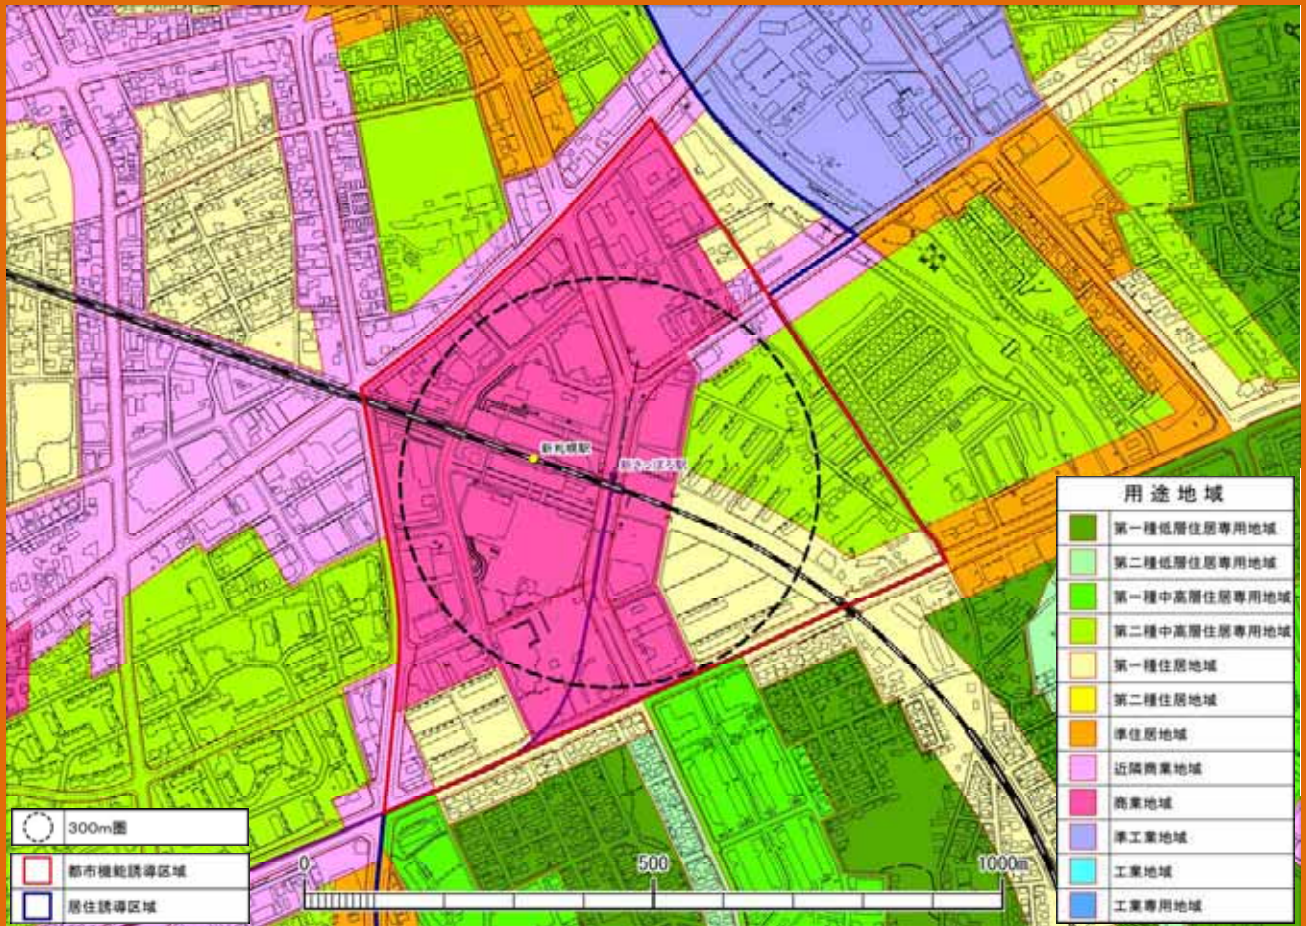 新札幌駅
新さっぽろ駅
用途地域
第一種低層住居専用地域
第二種低層住居専用地域
第一種中高層住居専用地域
第二種中高層住居専用地域
第一種住居地域
第二種住居地域
準住居地域
近隣商業地域
商業地域
準工業地域
工業地域
工業専用地域
300m圏
都市機能誘導区域
居住誘導区域
0
500
1000m